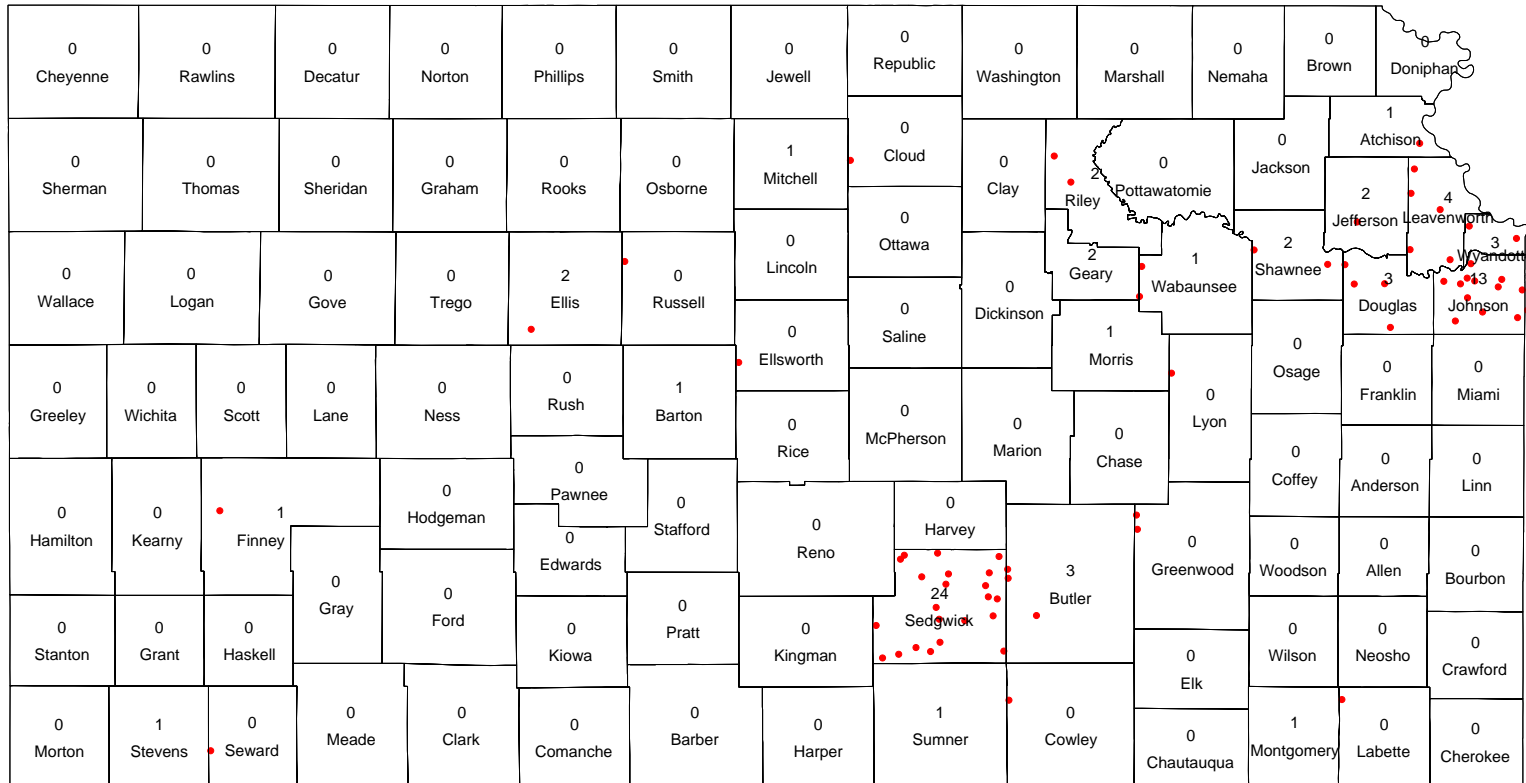 0 0 0 0 0 0 0 0 0 0 0 0 0
Cheyenne Rawlins Decatur Norton Phillips Smith Jewell Republic Washington Marshall Nemaha Brown Doniphan
0 0 0 0 0 0 1 0 0 2 0 0 1
Sherman Thomas Sheridan Graham Rooks Osborne Mitchell Cloud Clay Riley Pottawatomie Jackson Atchison
2 4 3
Jefferson Leavenworth Wyandott
0 0 0 0 2 0 0 0 0 2 1 2 3 13
Wallace Logan Gove Trego Ellis Russell Lincoln Ottawa Dickinson Geary Wabaunsee Shawnee Douglas Johnson
0 0 1 0
Ellsworth Saline Morris Osage
0 0 0 0 0 0 1 0 0 0 0 0 0 0
Greeley Wichita Scott Lane Ness Rush Barton Rice McPherson Marion Chase Lyon Franklin Miami
0 0 1 0 0 0 0 0 0 0 0
Hamilton Kearny Finney Hodgeman Pawnee Stafford Reno Harvey Coffey Anderson Linn
0 0 0 24 3 0 0 0 0
Gray Ford Edwards Sedgwick Butler Greenwood Woodson Allen Bourbon
0 0 0 0 0 0 0 0 0 0
Stanton Grant Haskell Kiowa Pratt Kingman Elk Wilson Neosho Crawford
0 1 0 0 0 0 0 0 1 0 0 1 0 0
Morton Stevens Seward Meade Clark Comanche Barber Harper Sumner Cowley Chautauqua Montgomery Labette Cherokee